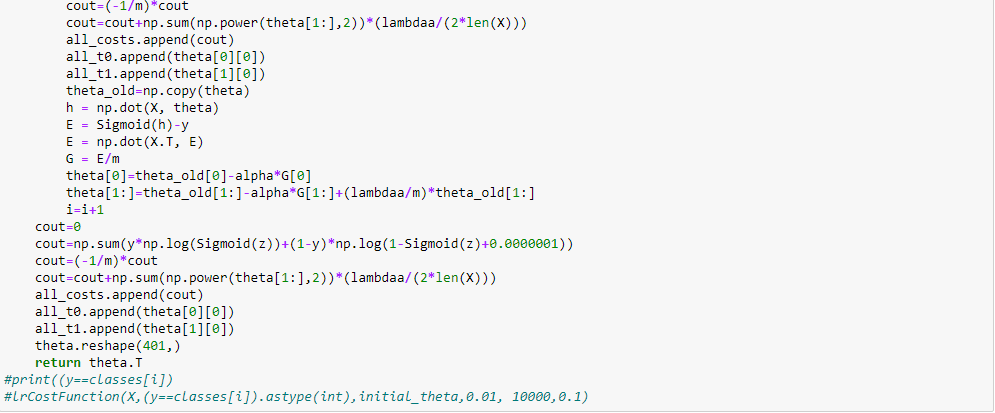 cout=(-1/m)*cout
cout=cout+np.sum(np.power(theta[1:],2))*(lambdaa/(2*len(X)))
all_costs.append(cout)
all_t0.append(theta[0][0])
all_t1.append(theta[1][0])
theta_old=np.copy(theta)
h = np.dot(X, theta)
E = Sigmoid(h)-y
E = np.dot(X.T, E)
G = E/m
theta[0]=theta_old[0]-alpha*G[0]
theta[1:]=theta_old[1:]-alpha*G[1:]+(lambdaa/m)*theta_old[1:]
i=i+1
cout=0
cout=np.sum(y*np.log(Sigmoid(z))+(1-y)*np.log(1-Sigmoid(z)+0.0000001))
cout=(-1/m)*cout
cout=cout+np.sum(np.power(theta[1:],2))*(lambdaa/(2*len(X)))
all_costs.append(cout)
all_t0.append(theta[0][0])
all_t1.append(theta[1][0])
theta.reshape(401,)
return theta.T
#print((y==classes[i])
#lrCostFunction(X,(y==classes[i]).astype(int),initial_theta,0.01, 10000,0.1)